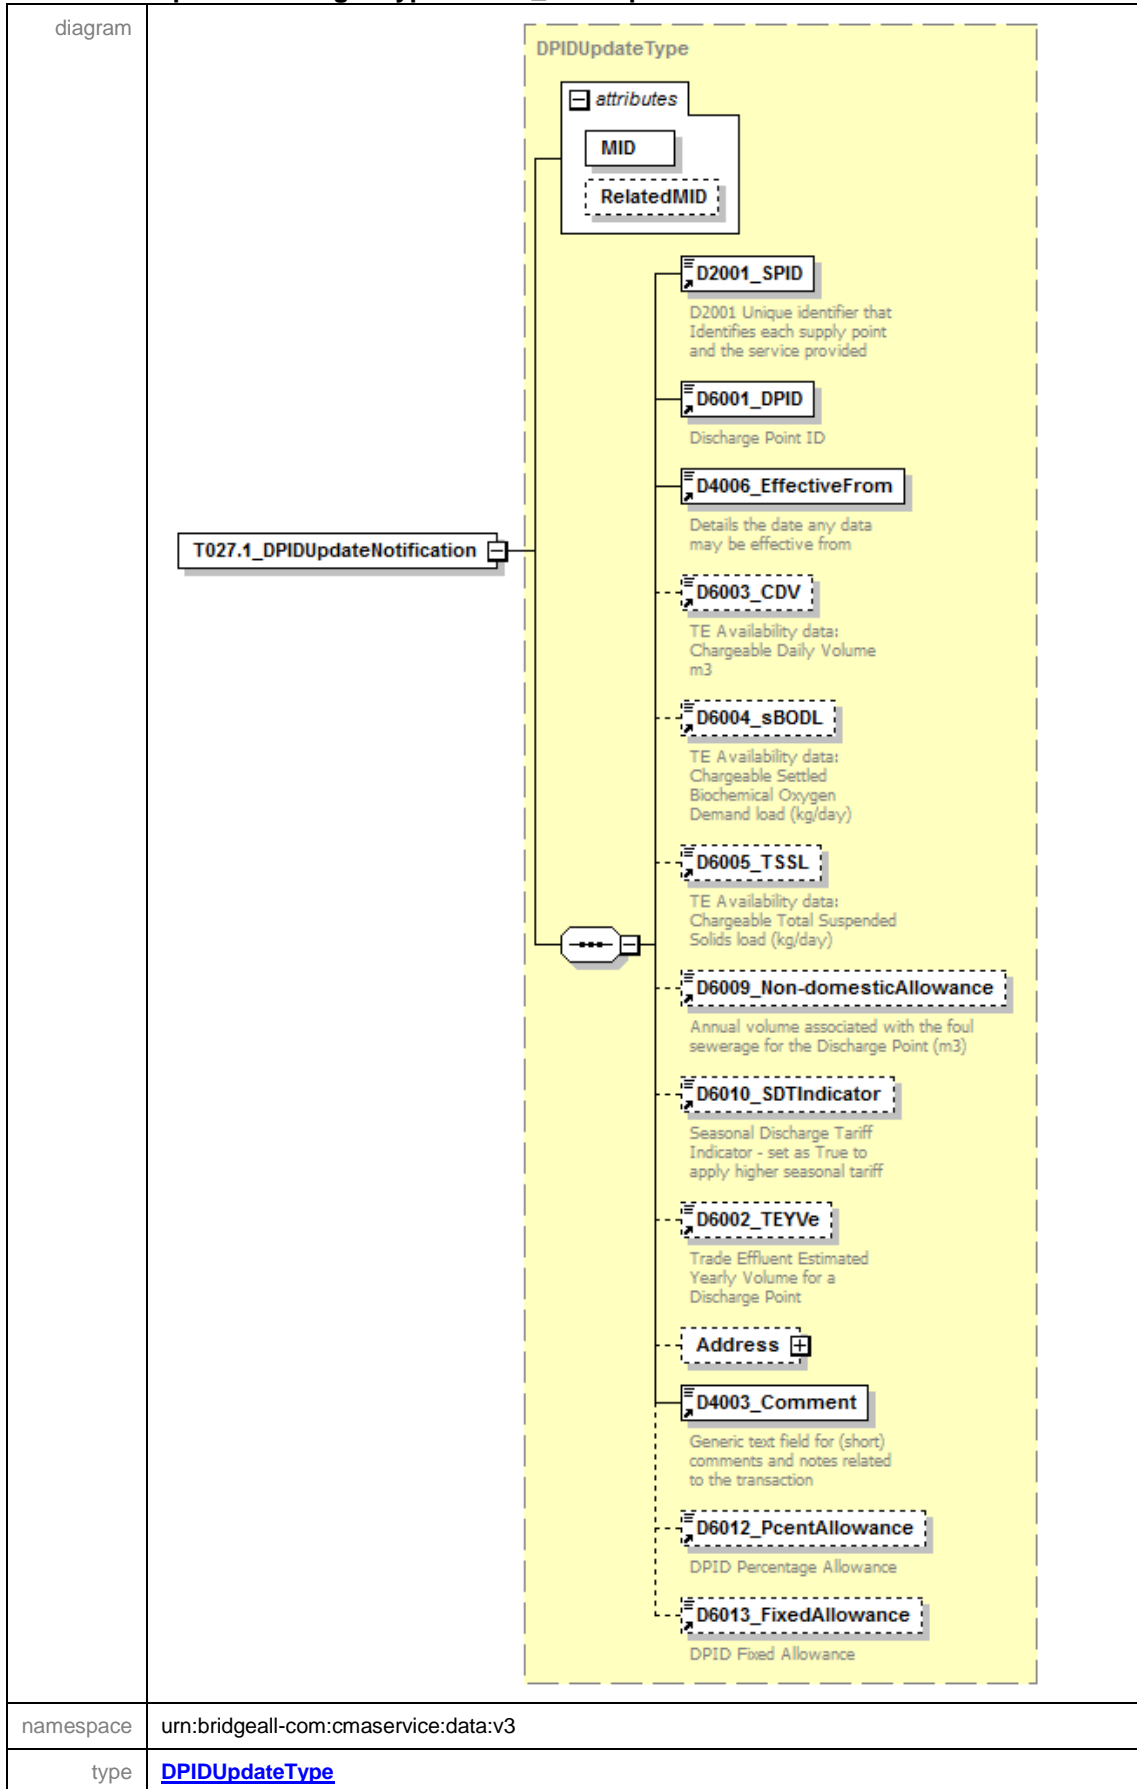 diagram
DPIDUpdateType
attributes
MID
RelatedMID
D2001_SPID
D2001 Unique identifier that
Identifies each supply point
and the service provided
D6001_DPID
Discharge Point ID
D4006_EffectiveFrom
Details the date any data
may be effective from
T027.1_DPIDUpdateNotification
D6003_CDV
TE Availability data:
Chargeable Daily Volume
m3
D6004_sBODL
TE Availability data:
Chargeable Settled
Biochemical Oxygen
Demand load (kg/day)
D6005_TSSL
TE Availability data:
Chargeable Total Suspended
Solids load (kg/day)
D6009_Non-domesticAllowance
Annual volume associated with the foul
sewerage for the Discharge Point (m3)
D6010_SDTIndicator
Seasonal Discharge Tariff
Indicator - set as True to
apply higher seasonal tariff
D6002_TEYVe
Trade Effluent Estimated
Yearly Volume for a
Discharge Point
Address
D4003_Comment
Generic text field for (short)
comments and notes related
to the transaction
D6012_PcentAllowance
DPID Percentage Allowance
D6013_FixedAllowance
DPID Fixed Allowance
namespace urn:bridgeall-com:cmaservice:data:v3
type DPIDUpdateType